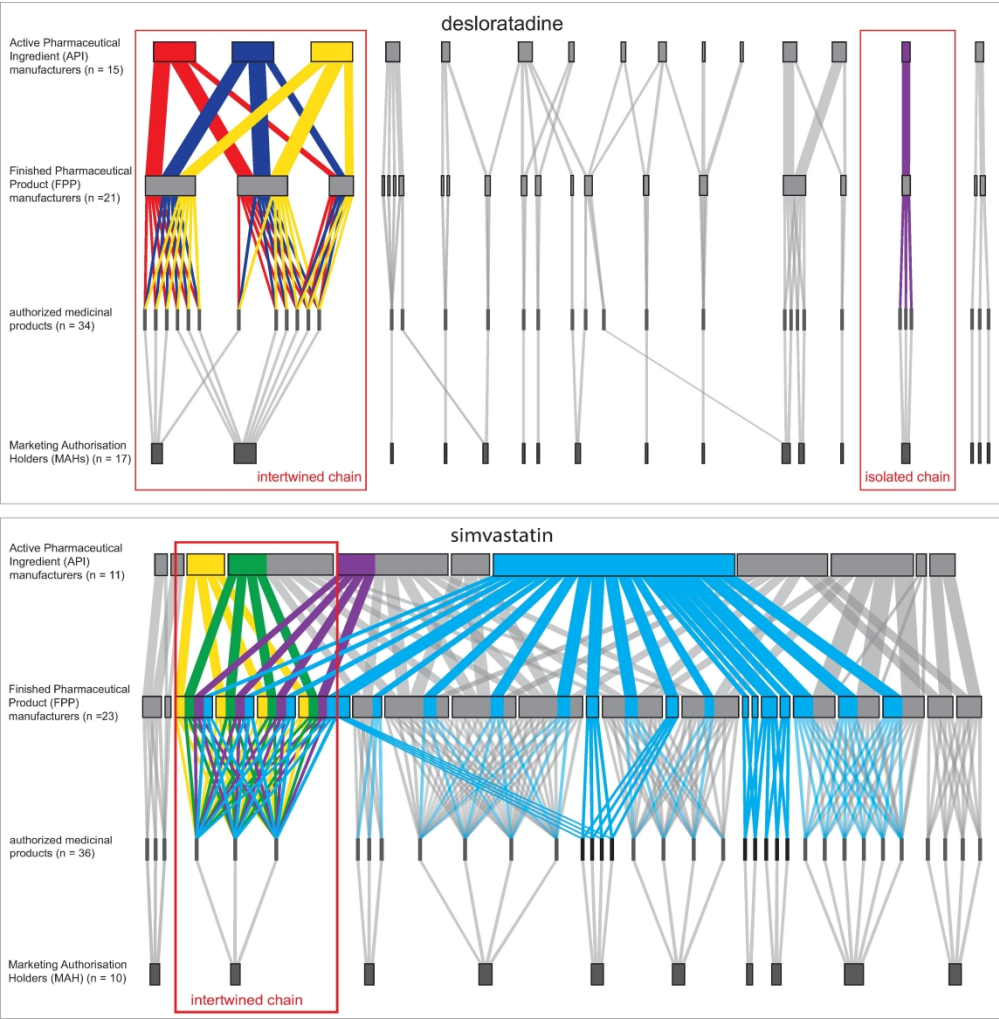 desloratadine
Active Pharmaceutical
Ingredient (API)
manufacturers (n = 15)
Finished Pharmaceutical
Product (FPP)
manufacturers (n =21)
authorized medicinal
products (n = 34)
Marketing Authorisation
Holders (MAHs) (n = 17)
intertwined chain
isolated chain
simvastatin
Active Pharmaceutical
Ingredient (API)
manufacturers (n = 11)
Finished Pharmaceutical
Product (FPP)
manufacturers (n =23)
authorized medicinal
products (n = 36)
Marketing Authorisation
Holders (MAH) (n = 10)
intertwined chain